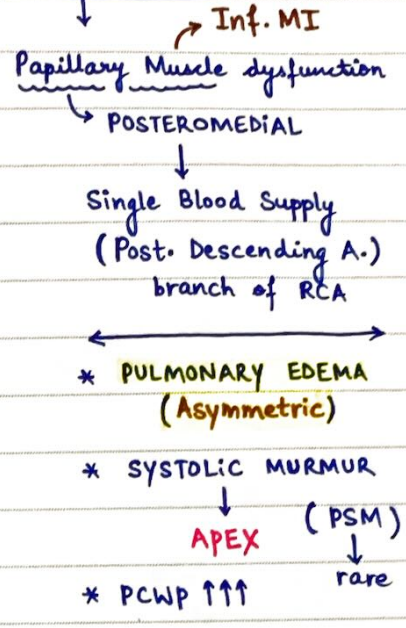 ↓
→ Inf. MI
Papillary Muscle dysfunction
↳ POSTEROMEDIAL
↓
Single Blood Supply
(Post. Descending A.)
branch of RCA
↔
* PULMONARY EDEMA
(Asymmetric)
* SYSTOLIC MURMUR
↓ (PSM)
APEX ↓
* PCWP ↑↑↑ rare